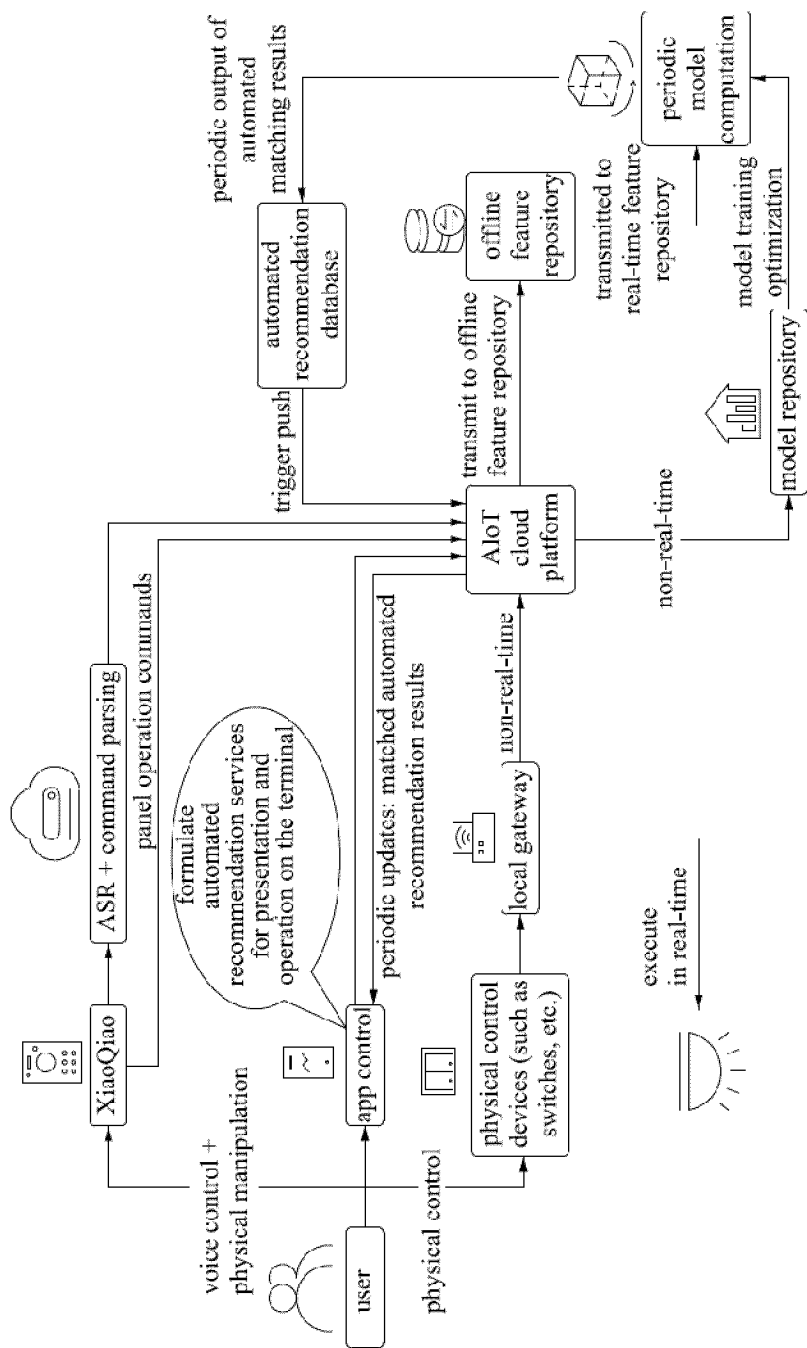 user
voice control +
physical manipulation
physical control
XiaoQiao
ASR + command parsing
panel operation commands
formulate
automated
recommendation services
for presentation and
operation on the terminal
app control
periodic updates: matched automated
recommendation results
physical control
devices (such as
switches, etc.)
local gateway
non-real-time
execute
in real-time
AIoT
cloud
platform
trigger push
automated
recommendation
database
periodic output of
automated
matching results
transmit to offline
feature repository
offline
feature
repository
non-real-time
model repository
model training
optimization
transmitted to
real-time feature
repository
periodic
model
computation